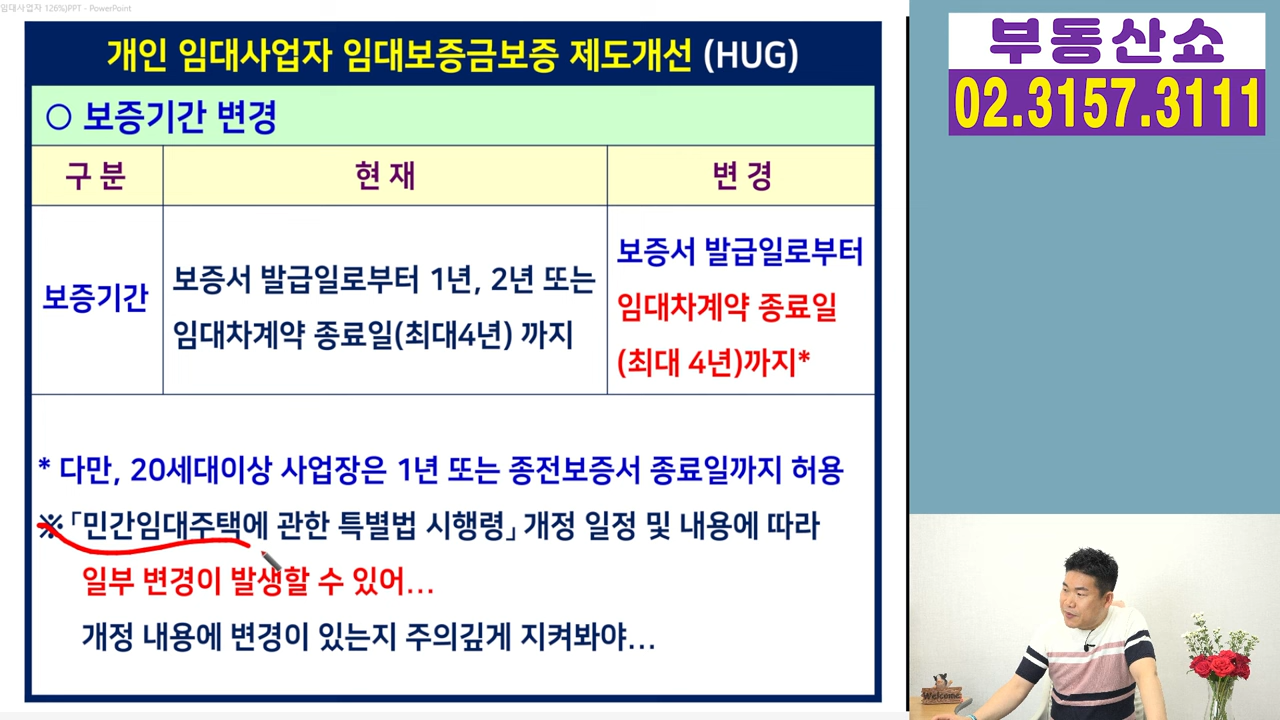 임대사업자 126%)PPT - PowerPoint
개인 임대사업자 임대보증금보증 제도개선 (HUG)
○ 보증기간 변경
구 분
현 재
변 경
보증기간
보증서 발급일로부터 1년, 2년 또는
임대차계약 종료일(최대4년) 까지
보증서 발급일로부터
임대차계약 종료일
(최대 4년)까지*
* 다만, 20세대이상 사업장은 1년 또는 종전보증서 종료일까지 허용
※「민간임대주택에 관한 특별법 시행령」개정 일정 및 내용에 따라
일부 변경이 발생할 수 있어...
개정 내용에 변경이 있는지 주의깊게 지켜봐야...
부동산쇼
02.3157.3111
Welcome